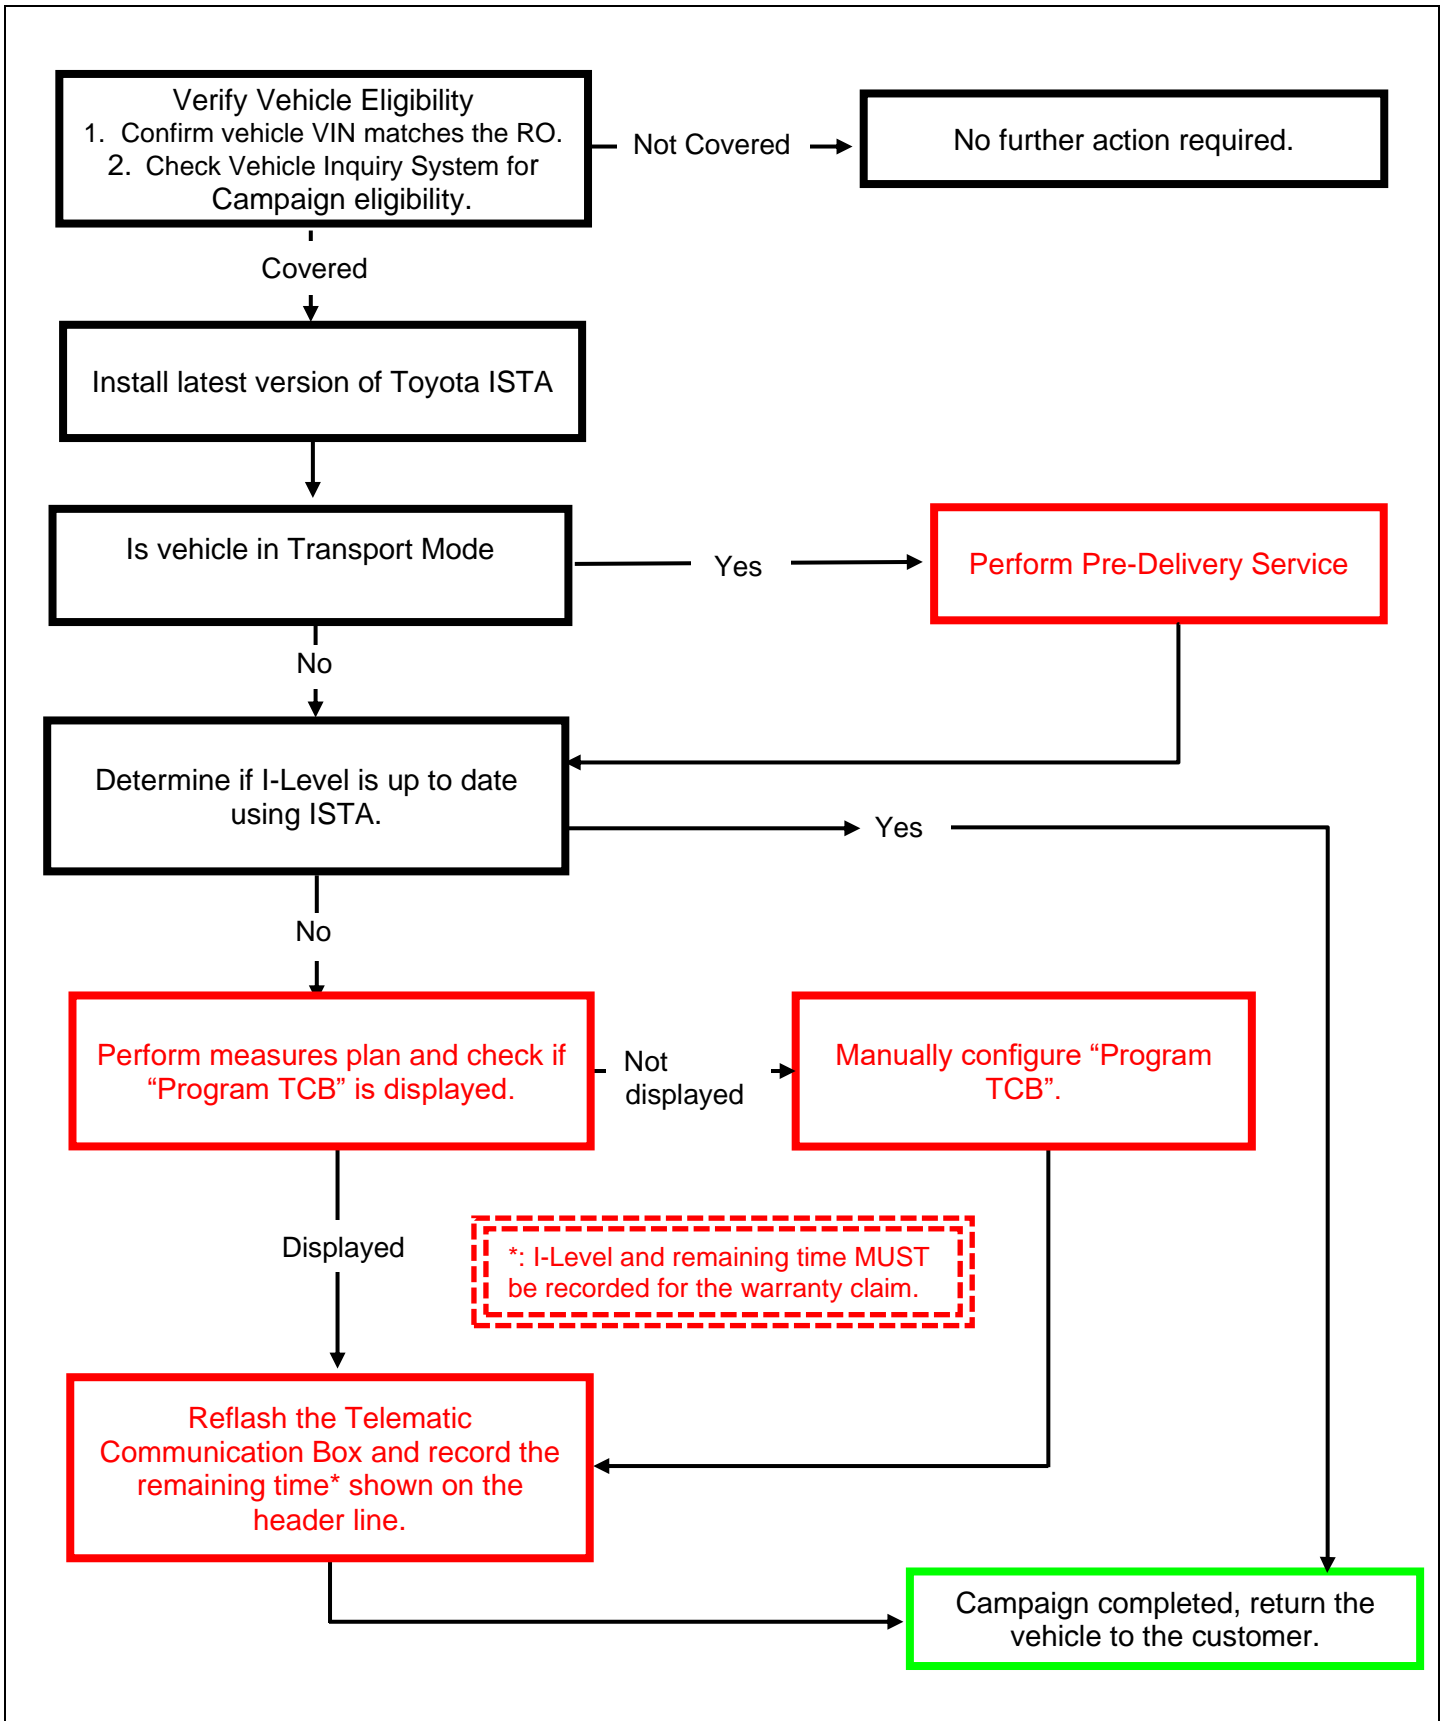 Verify Vehicle Eligibility
1. Confirm vehicle VIN matches the RO.
2. Check Vehicle Inquiry System for
Campaign eligibility.
Not Covered
No further action required.
Covered
Install latest version of Toyota ISTA
Is vehicle in Transport Mode
Yes
Perform Pre-Delivery Service
No
Determine if I-Level is up to date
using ISTA.
Yes
No
Perform measures plan and check if
“Program TCB” is displayed.
Not
displayed
Manually configure “Program
TCB”.
Displayed
*: I-Level and remaining time MUST
be recorded for the warranty claim.
Reflash the Telematic
Communication Box and record the
remaining time* shown on the
header line.
Campaign completed, return the
vehicle to the customer.